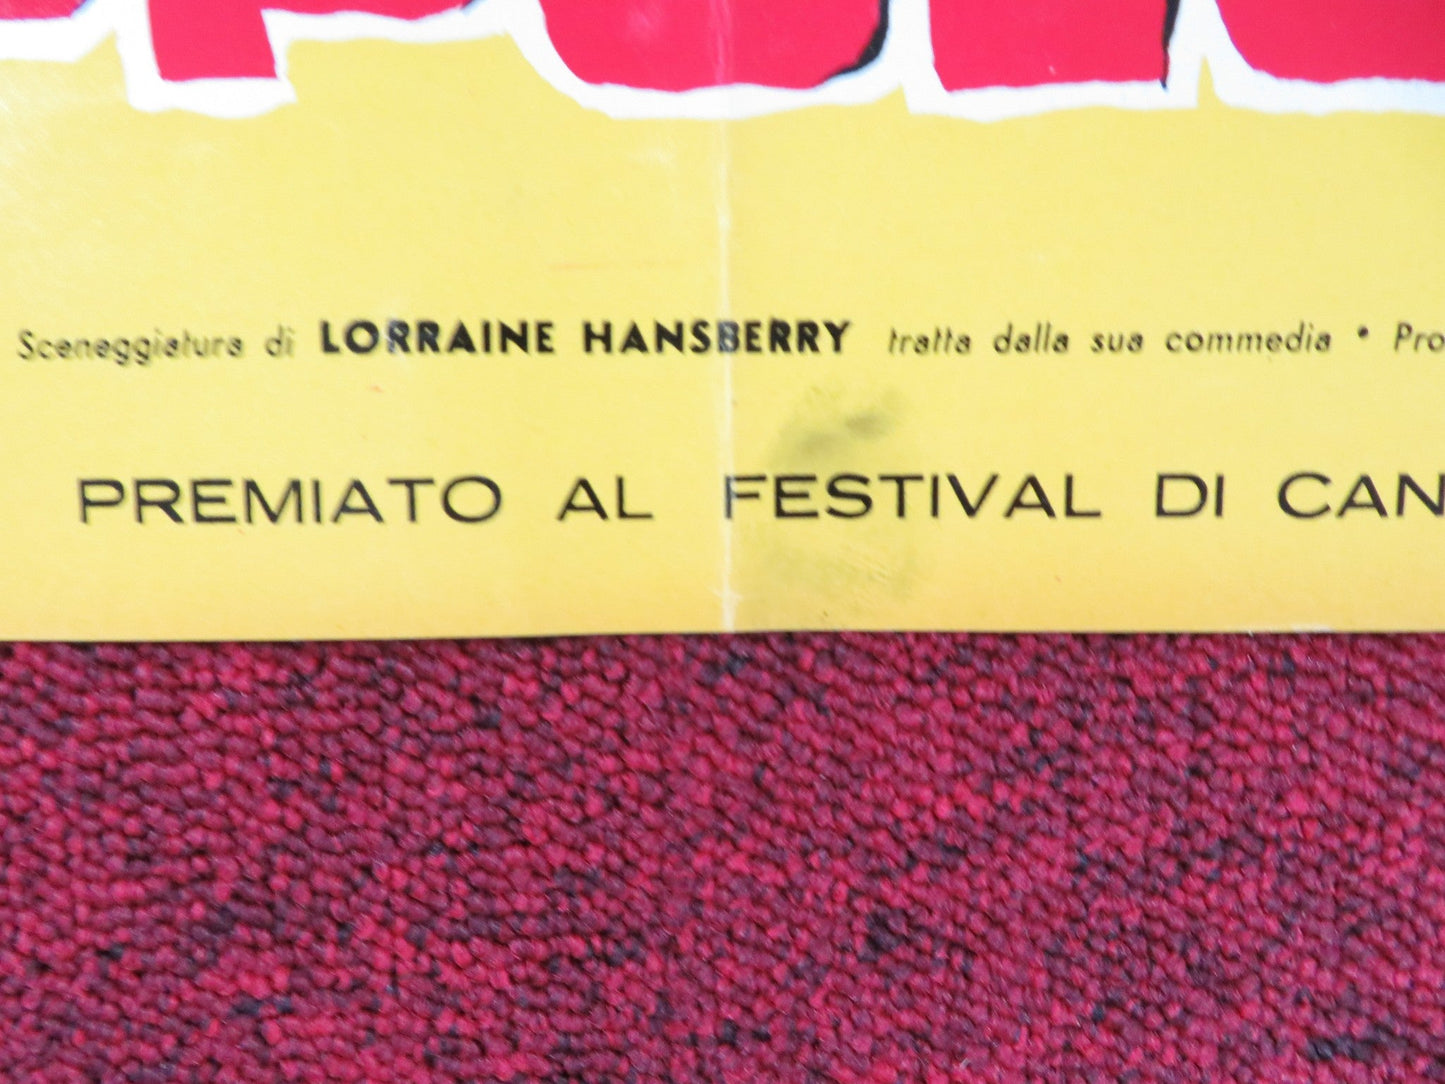 Sceneggiatura di LORRAINE HANSBERRY tratta dalla sua commedia • Pro
PREMIATO AL FESTIVAL DI CAN